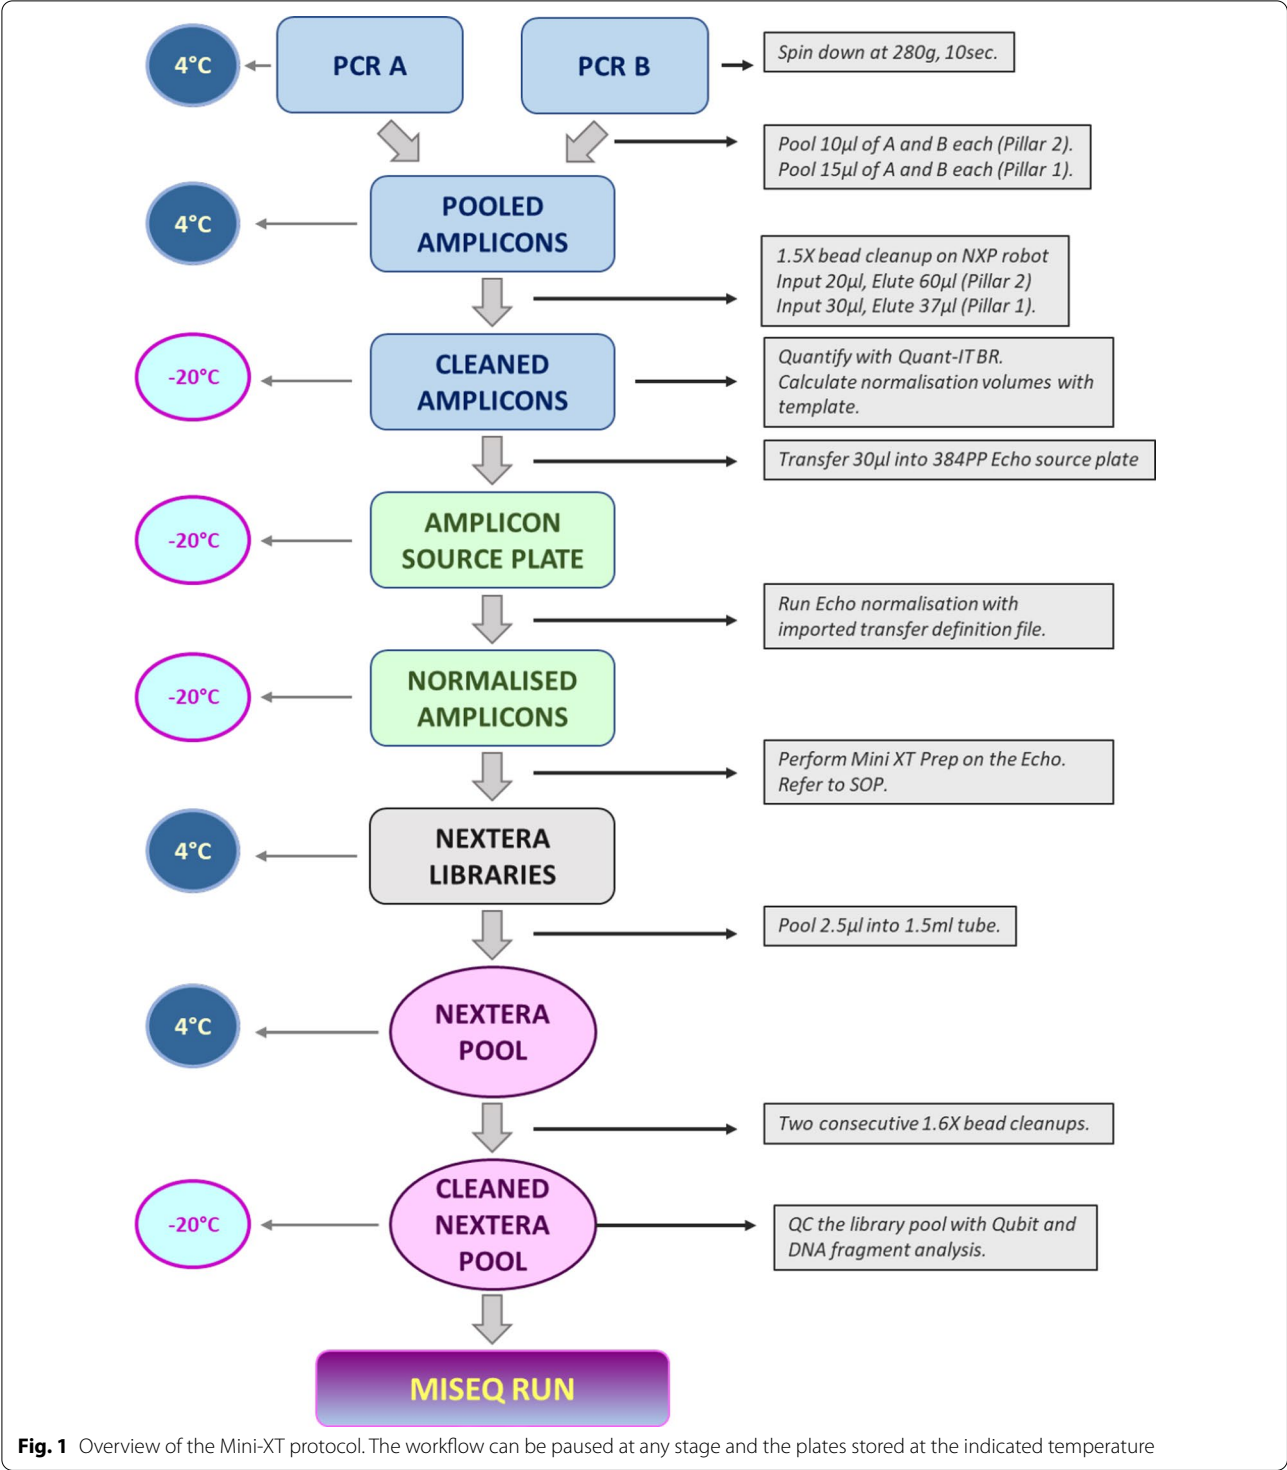 4°C
PCR A
PCR B
Spin down at 280g, 10sec.
Pool 10µl of A and B each (Pillar 2).
Pool 15µl of A and B each (Pillar 1).
4°C
POOLED
AMPLICONS
1.5X bead cleanup on NXP robot
Input 20µl, Elute 60µl (Pillar 2)
Input 30µl, Elute 37µl (Pillar 1).
-20°C
CLEANED
AMPLICONS
Quantify with Quant-IT BR.
Calculate normalisation volumes with
template.
Transfer 30µl into 384PP Echo source plate
-20°C
AMPLICON
SOURCE PLATE
Run Echo normalisation with
imported transfer definition file.
-20°C
NORMALISED
AMPLICONS
Perform Mini XT Prep on the Echo.
Refer to SOP.
4°C
NEXTERA
LIBRARIES
Pool 2.5µl into 1.5ml tube.
4°C
NEXTERA
POOL
Two consecutive 1.6X bead cleanups.
-20°C
CLEANED
NEXTERA
POOL
QC the library pool with Qubit and
DNA fragment analysis.
MISEQ RUN
Fig. 1 Overview of the Mini-XT protocol. The workflow can be paused at any stage and the plates stored at the indicated temperature